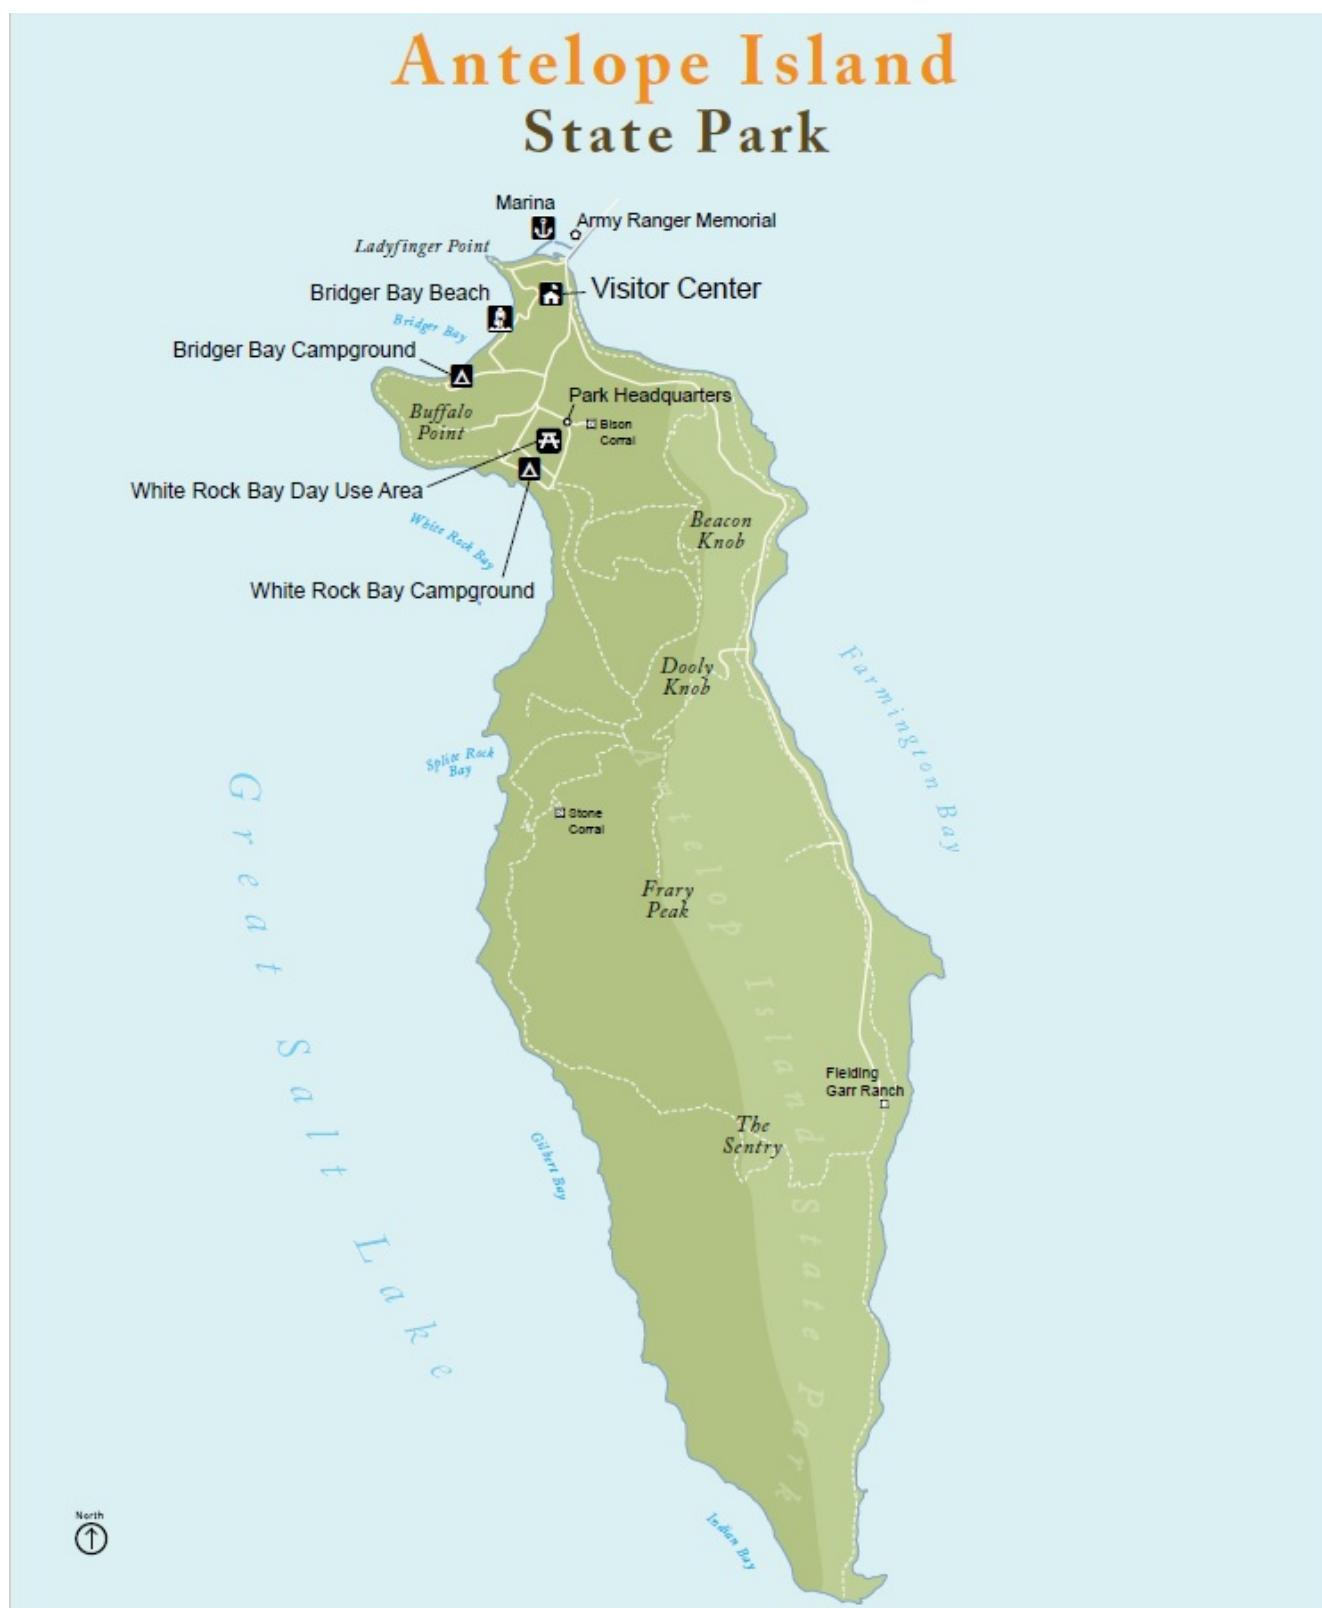 Antelope Island
State Park
Marina
Army Ranger Memorial
Ladyfinger Point
Visitor Center
Bridger Bay Beach
Bridger Bay
Bridger Bay Campground
Park Headquarters
Buffalo
Point
Bison
Corral
White Rock Bay Day Use Area
White Rock Bay
Beacon
Knob
White Rock Bay Campground
Farmington Bay
Dooly
Knob
Splite Rock
Bay
Great Salt Lake
Stone
Corral
Frary
Peak
Antelop Island State Park
Fielding
Garr Ranch
The
Sentry
Gilbert Bay
Indian Bay
North